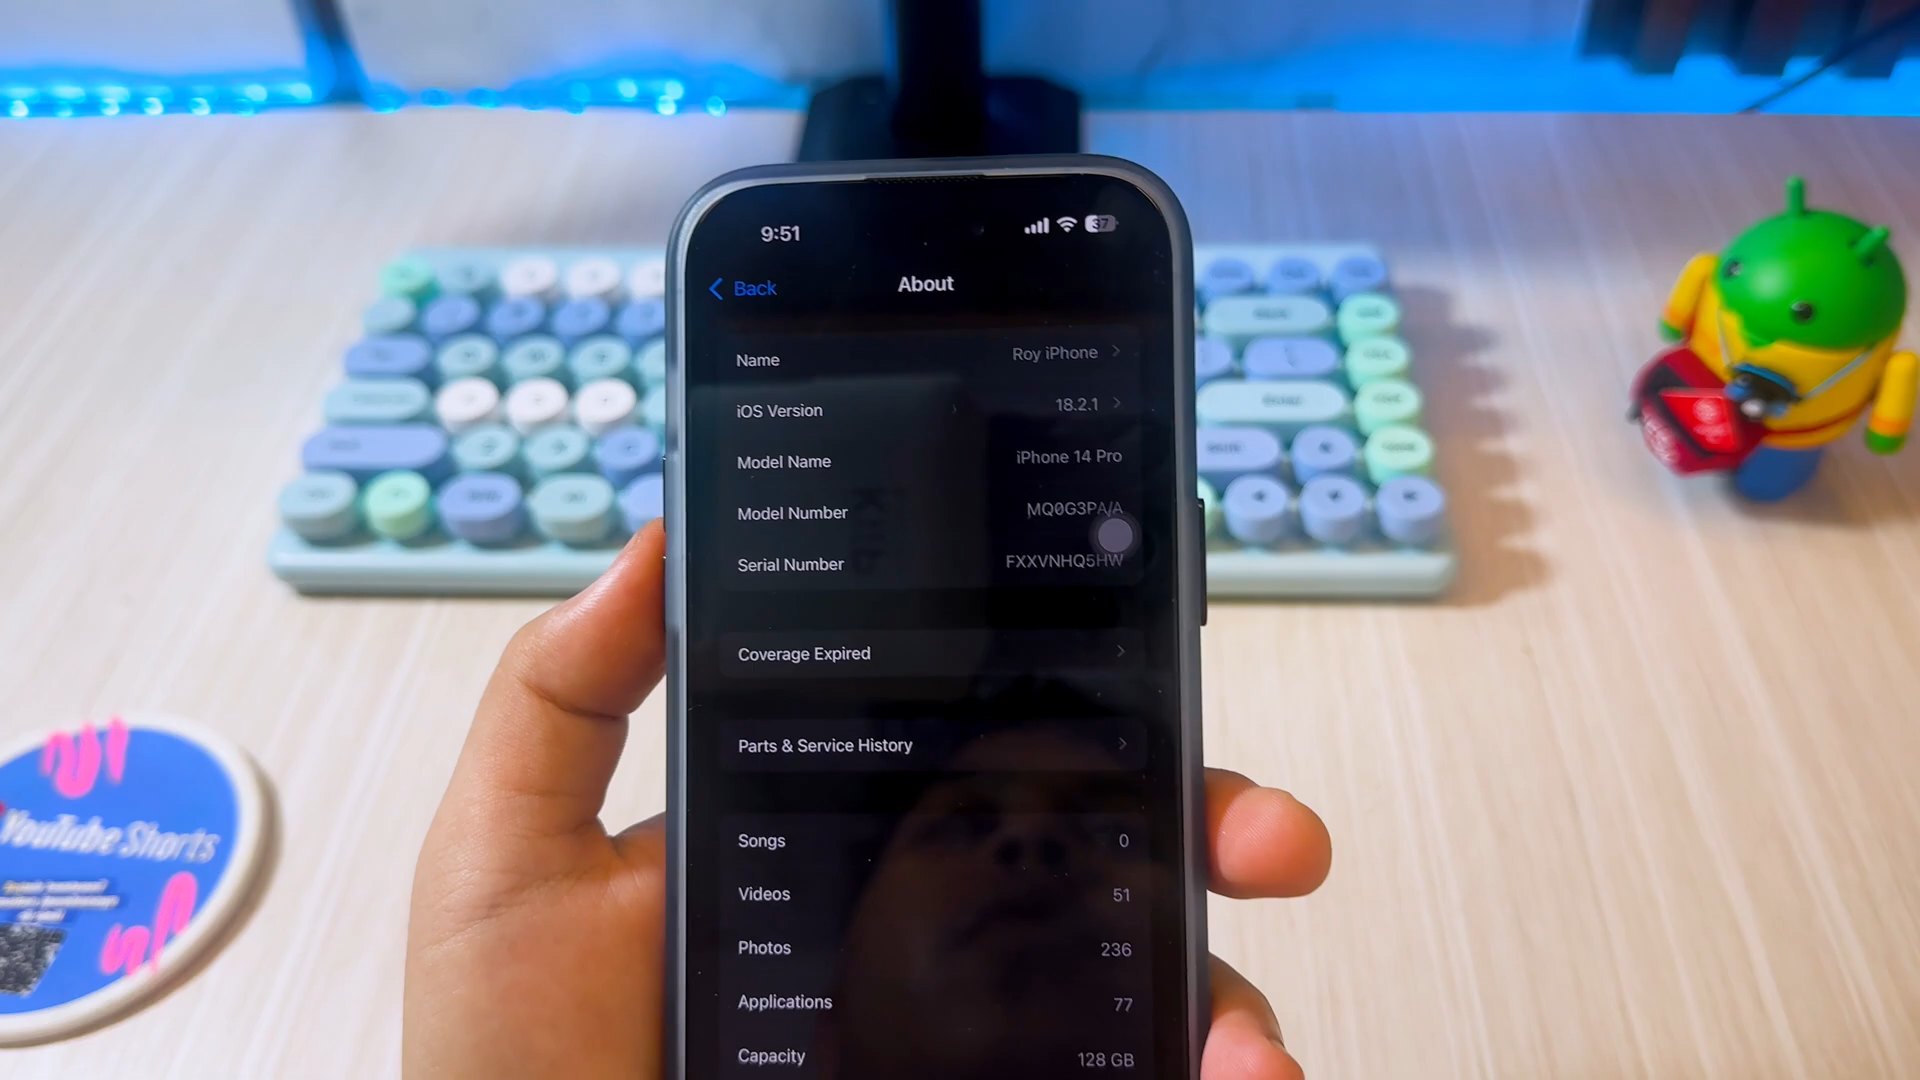 9:51
37
Back
About
Name
Roy iPhone
iOS Version
18.2.1
Model Name
iPhone 14 Pro
Model Number
MQ0G3PA/A
Serial Number
FXXVNHQ5HW
Coverage Expired
Parts & Service History
Songs
0
Videos
51
Photos
236
Applications
77
Capacity
128 GB
YouTube Shorts